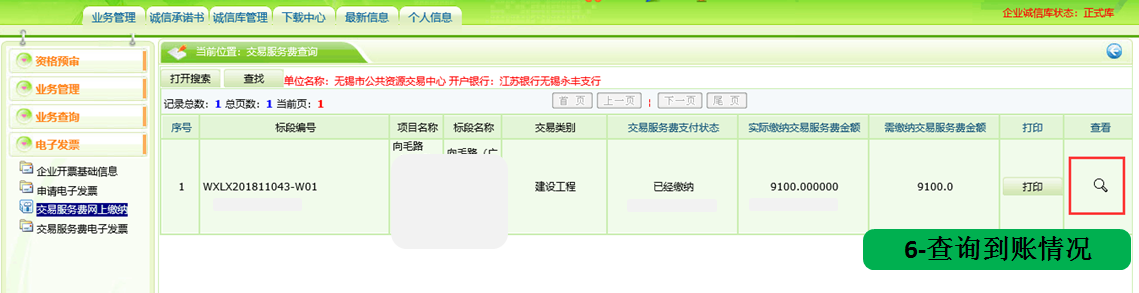 业务管理 诚信承诺书 诚信库管理 下载中心 最新信息 个人信息
企业诚信库状态：正式库
资格预审
业务管理
业务查询
电子发票
企业开票基础信息
申请电子发票
交易服务费网上缴纳
交易服务费电子发票
当前位置：交易服务费查询
打开搜索 查找 单位名称：无锡市公共资源交易中心 开户银行：江苏银行无锡永丰支行
记录总数：1 总页数：1 当前页：1 首 页 上一页 下一页 尾 页
序号 标段编号 项目名称 标段名称 交易类别 交易服务费支付状态 实际缴纳交易服务费金额 需缴纳交易服务费金额 打印 查看
向毛路 向毛路（广
1 WXLX201811043-W01 建设工程 已经缴纳 9100.000000 9100.0 打印
6-查询到账情况